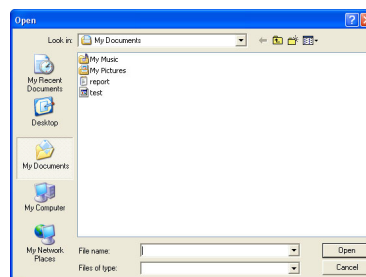 Open
Look in:
My Documents
My Recent
Documents
Desktop
My Documents
My Computer
My Network
Places
My Music
My Pictures
report
test
File name:
Open
Files of type:
Cancel